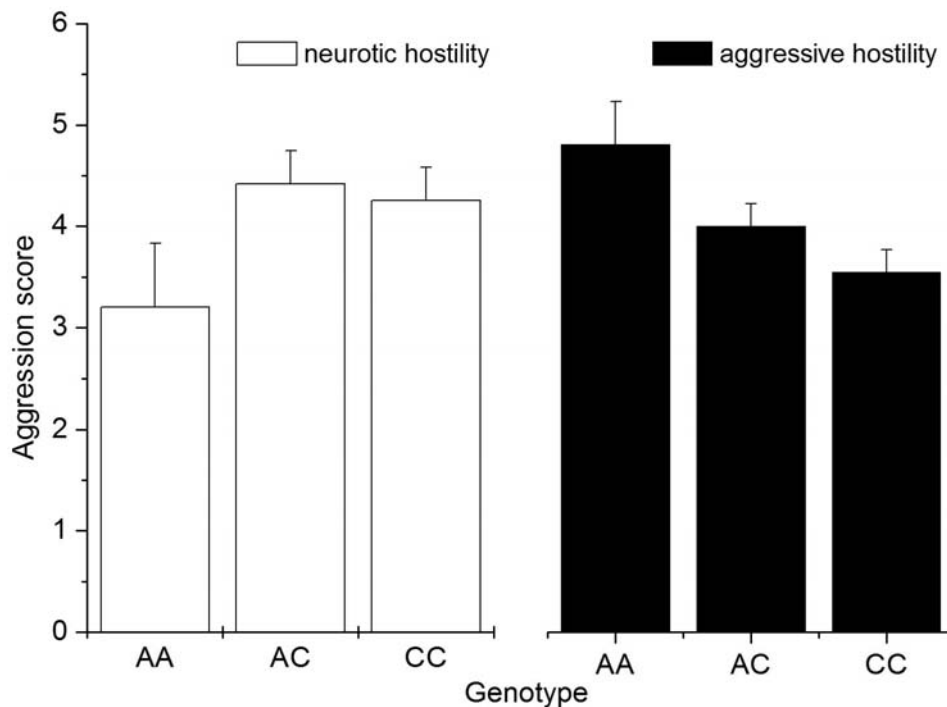 6
neurotic hostility
aggressive hostility
5
4
3
2
1
0
Aggression score
AA
AC
CC
AA
AC
CC
Genotype